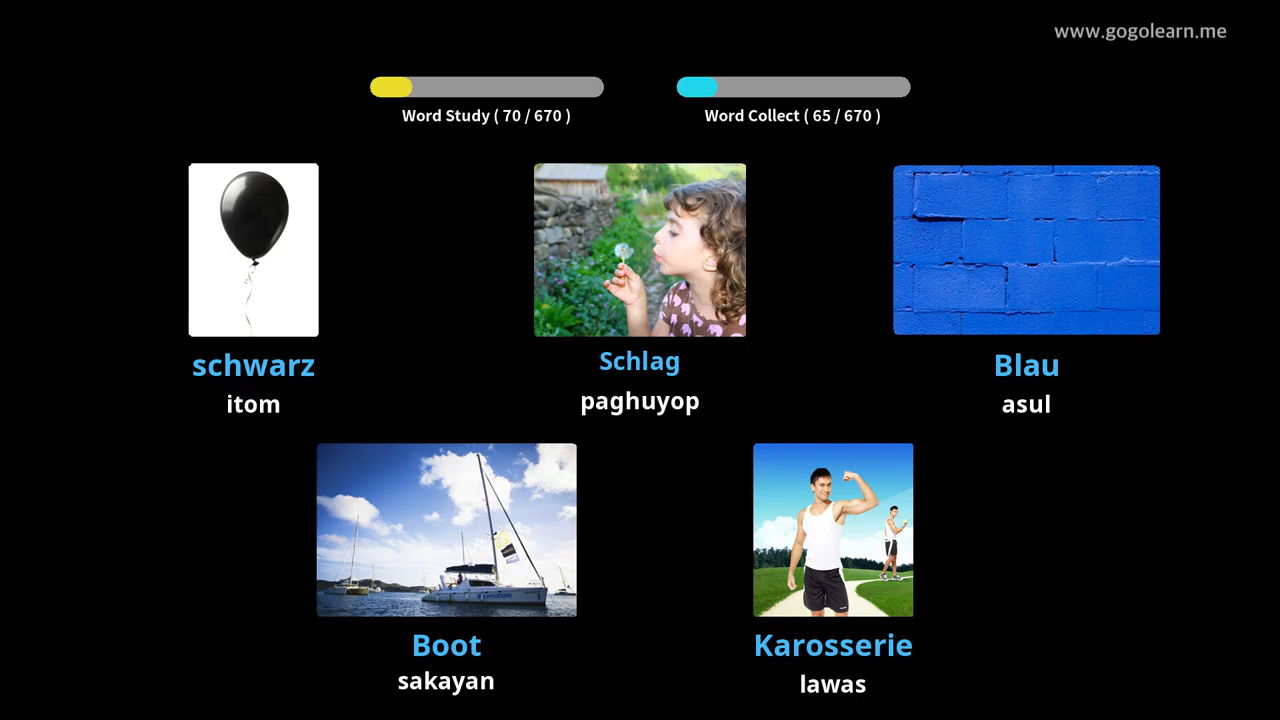 www.gogolearn.me
Word Study ( 70 / 670 )
Word Collect ( 65 / 670 )
schwarz
itom
Schlag
paghuyop
Blau
asul
Boot
sakayan
Karosserie
lawas